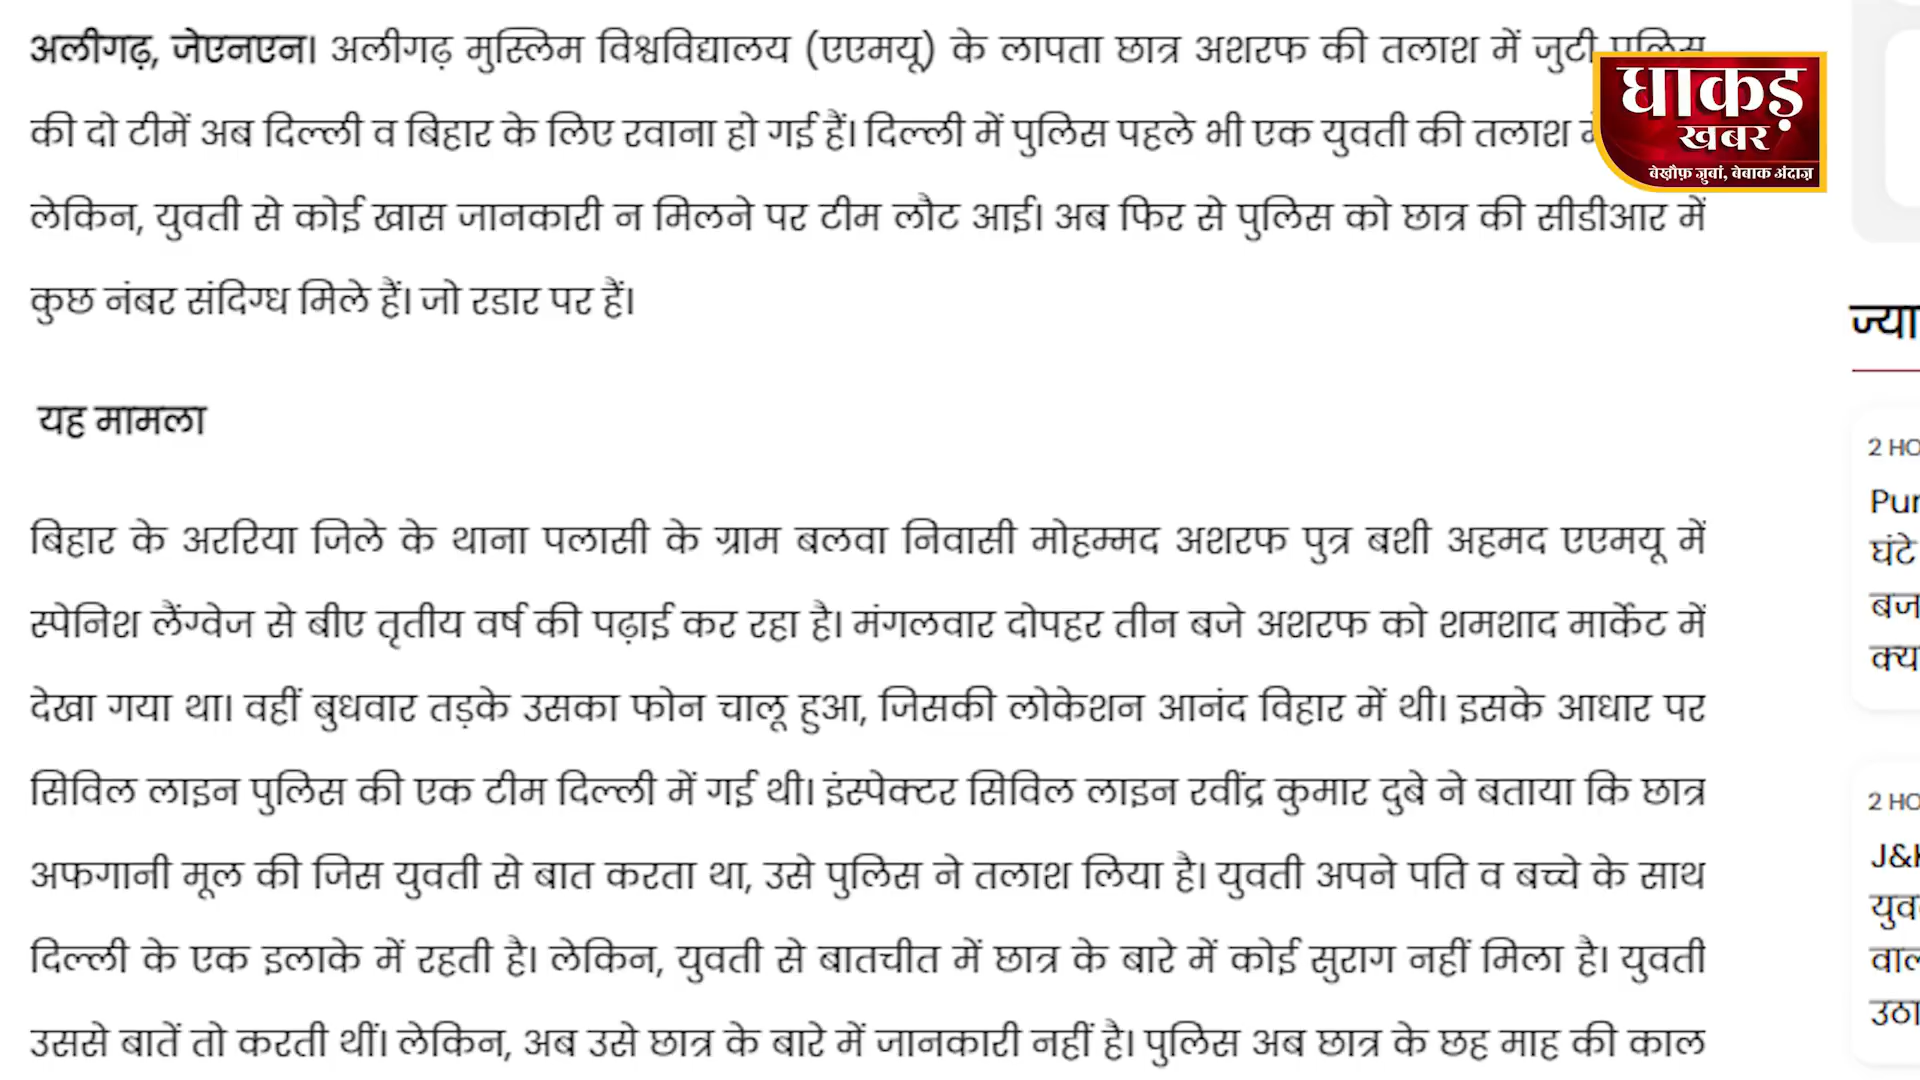 अलीगढ़, जेएनएन। अलीगढ़ मुस्लिम विश्वविद्यालय (एएमयू) के लापता छात्र अशरफ की तलाश में जुटी पुलिस
की दो टीमें अब दिल्ली व बिहार के लिए रवाना हो गई हैं। दिल्ली में पुलिस पहले भी एक युवती की तलाश में
लेकिन, युवती से कोई खास जानकारी न मिलने पर टीम लौट आई। अब फिर से पुलिस को छात्र की सीडीआर में
कुछ नंबर संदिग्ध मिले हैं। जो रडार पर हैं।
यह मामला
बिहार के अररिया जिले के थाना पलासी के ग्राम बलवा निवासी मोहम्मद अशरफ पुत्र बशी अहमद एएमयू में
स्पेनिश लैंग्वेज से बीए तृतीय वर्ष की पढ़ाई कर रहा है। मंगलवार दोपहर तीन बजे अशरफ को शमशाद मार्केट में
देखा गया था। वहीं बुधवार तड़के उसका फोन चालू हुआ, जिसकी लोकेशन आनंद विहार में थी। इसके आधार पर
सिविल लाइन पुलिस की एक टीम दिल्ली में गई थी। इंस्पेक्टर सिविल लाइन रवींद्र कुमार दुबे ने बताया कि छात्र
अफगानी मूल की जिस युवती से बात करता था, उसे पुलिस ने तलाश लिया है। युवती अपने पति व बच्चे के साथ
दिल्ली के एक इलाके में रहती है। लेकिन, युवती से बातचीत में छात्र के बारे में कोई सुराग नहीं मिला है। युवती
उससे बातें तो करती थीं। लेकिन, अब उसे छात्र के बारे में जानकारी नहीं है। पुलिस अब छात्र के छह माह की काल
धाकड़
खबर
बेख़ौफ़ जुबां, बेबाक अंदाज़
ज्या
2 HO
Pur
घंटे
बज
क्य
2 HO
J&K
युव
वाल
उठा